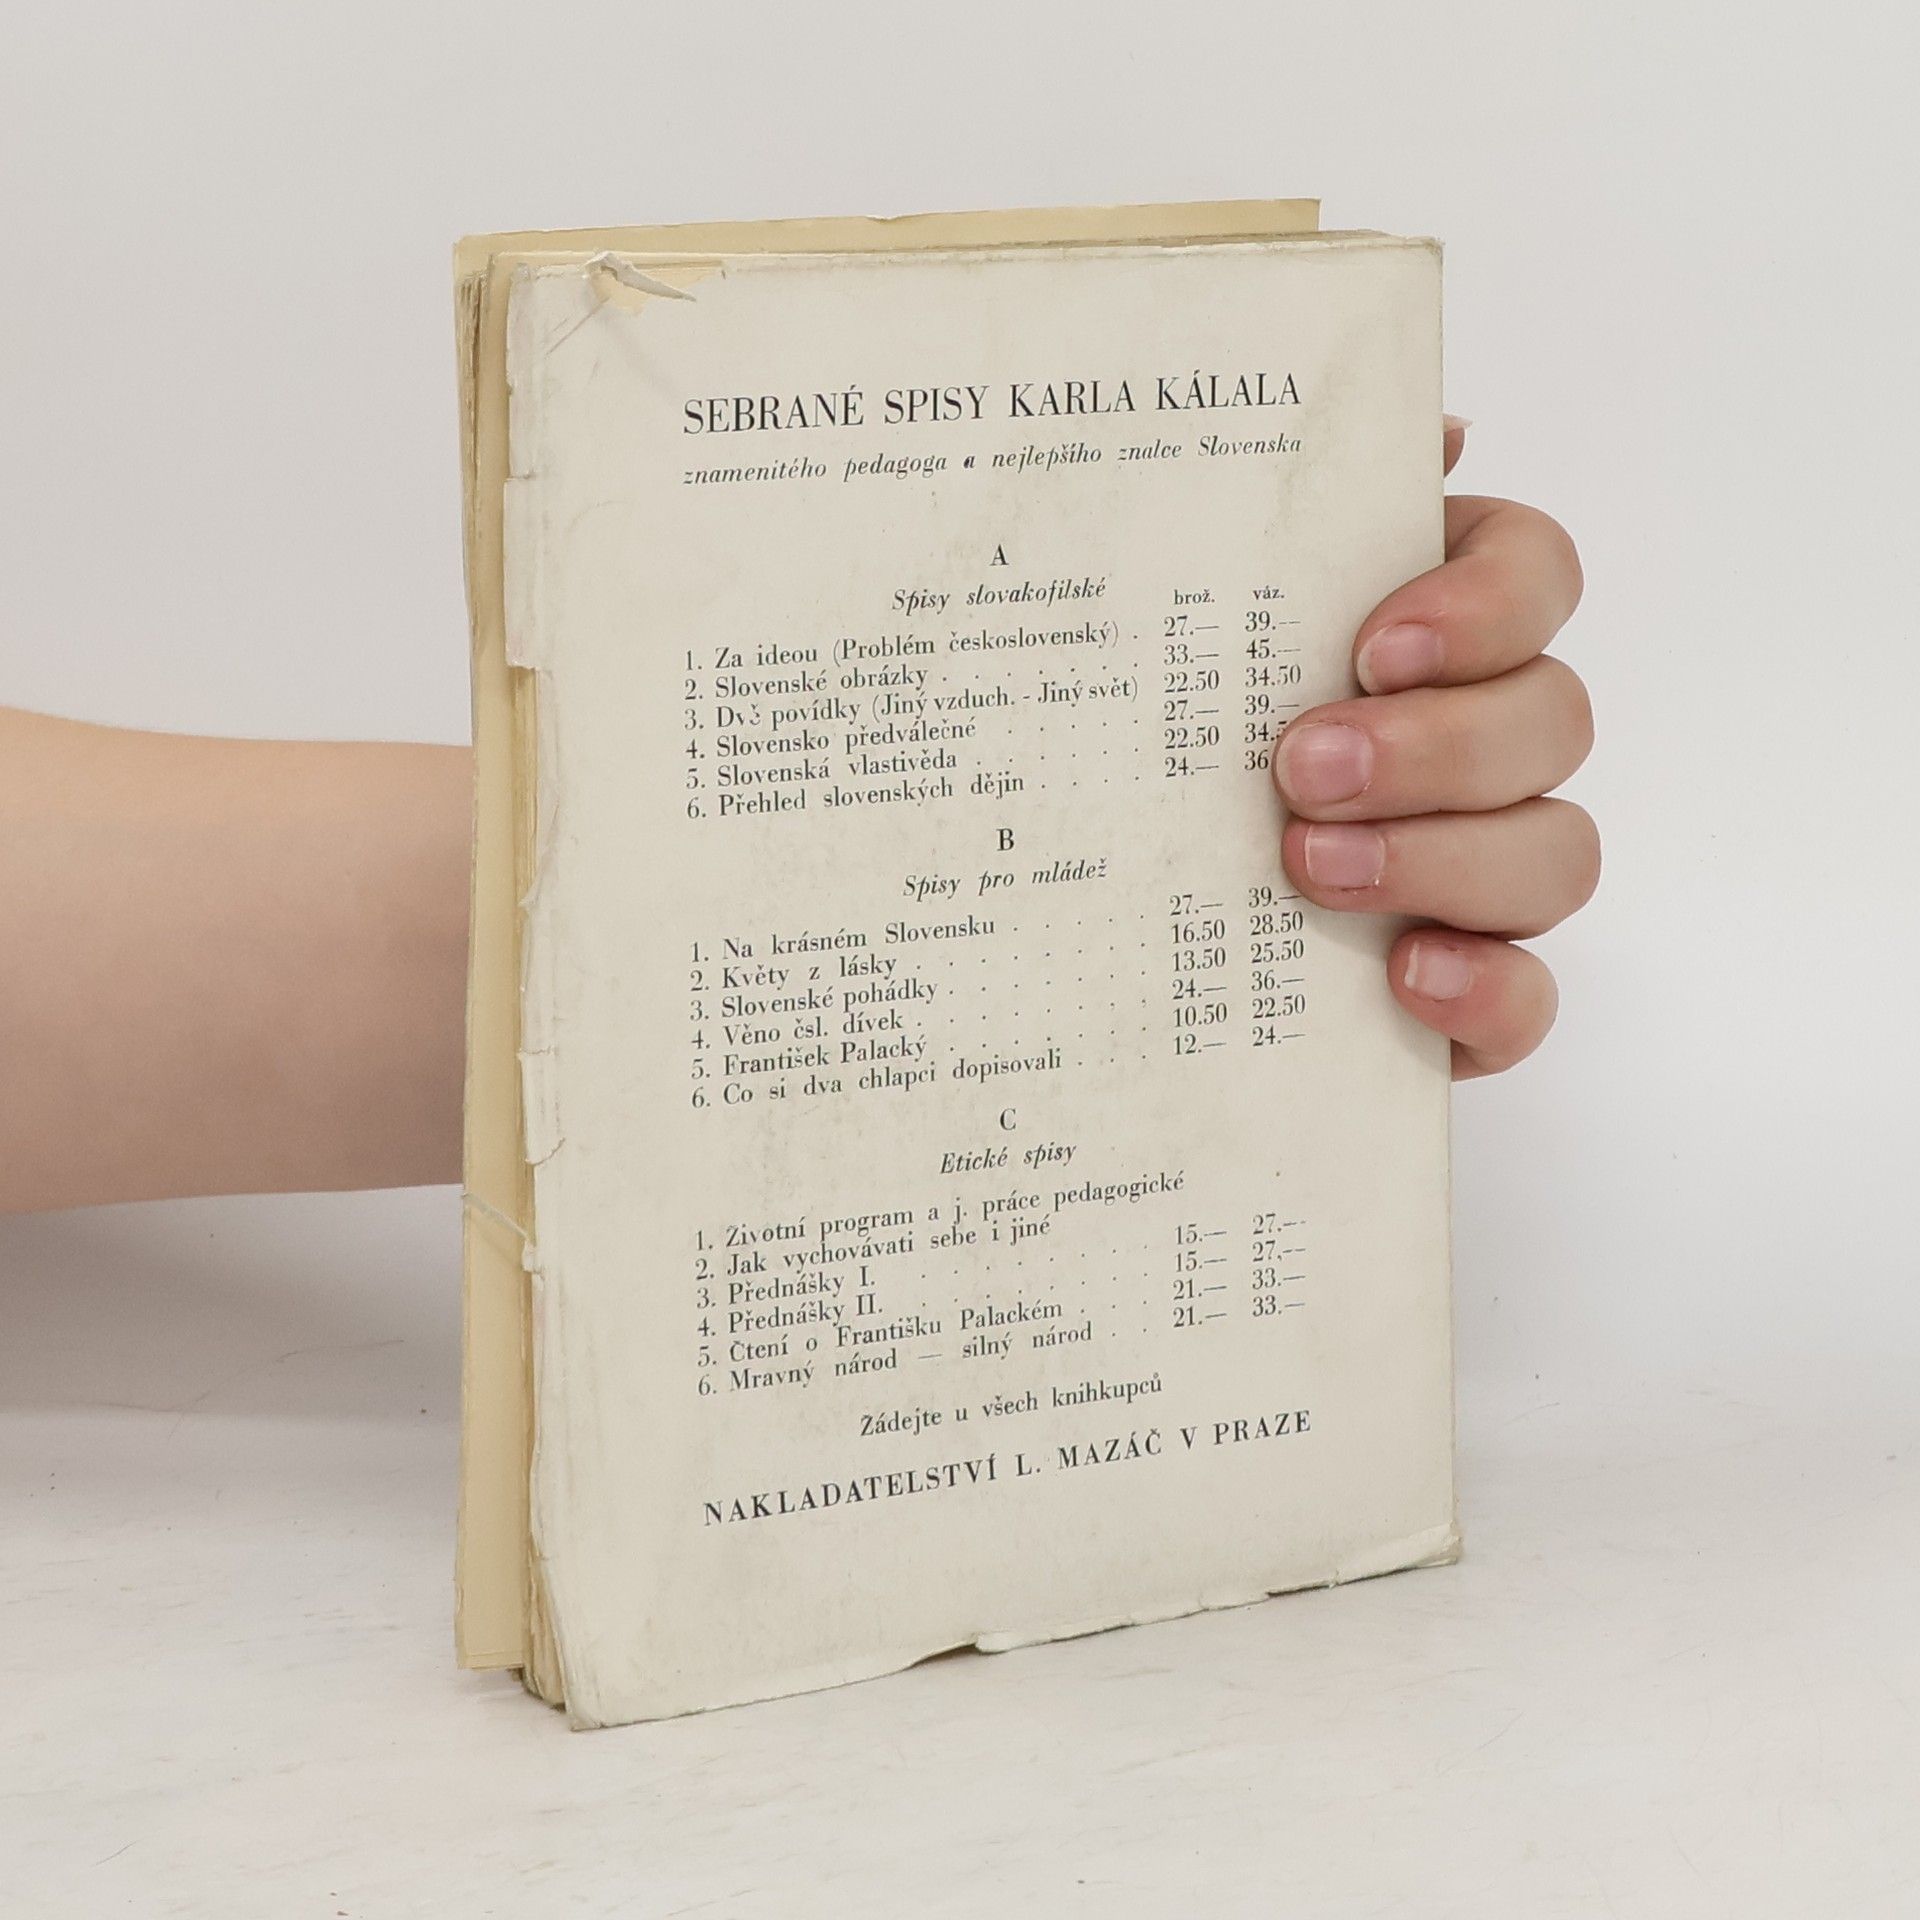 SEBRANÉ SPISY KARLA KÁLALA
znamenitého pedagoga a nejlepšího znalce Slovenska
A
Spisy slovakofilské brož. váz.
1. Za ideou (Problém československý) . 27.— 39.—
2. Slovenské obrázky . . . . . . . 33.— 45.—
3. Dvě povídky (Jiný vzduch. - Jiný svět) 22.50 34.50
4. Slovensko předválečné . . . . . 27.— 39.—
5. Slovenská vlastivěda . . . . . . 22.50
6. Přehled slovenských dějin . . . . 24.— 36
B
Spisy pro mládež
1. Na krásném Slovensku . . . . . 27.— 39.—
2. Květy z lásky . . . . . . . . 16.50 28.50
3. Slovenské pohádky . . . . . . . 13.50 25.50
4. Věno čsl. dívek . . . . . . . . 24.— 36.—
5. František Palacký . . . . . . . 10.50 22.50
6. Co si dva chlapci dopisovali . . . 12.— 24.—
C
Etické spisy
1. Životní program a j. práce pedagogické
2. Jak vychovávati sebe i jiné
3. Přednášky I. . . . . . . . . 15.— 27.—
4. Přednášky II. . . . . . . . . 15.— 27.—
5. Čtení o Františku Palackém . . . 21.— 33.—
6. Mravný národ — silný národ . . 21.— 33.—
Žádejte u všech knihkupců
NAKLADATELSTVÍ L. MAZÁČ V PRAZE